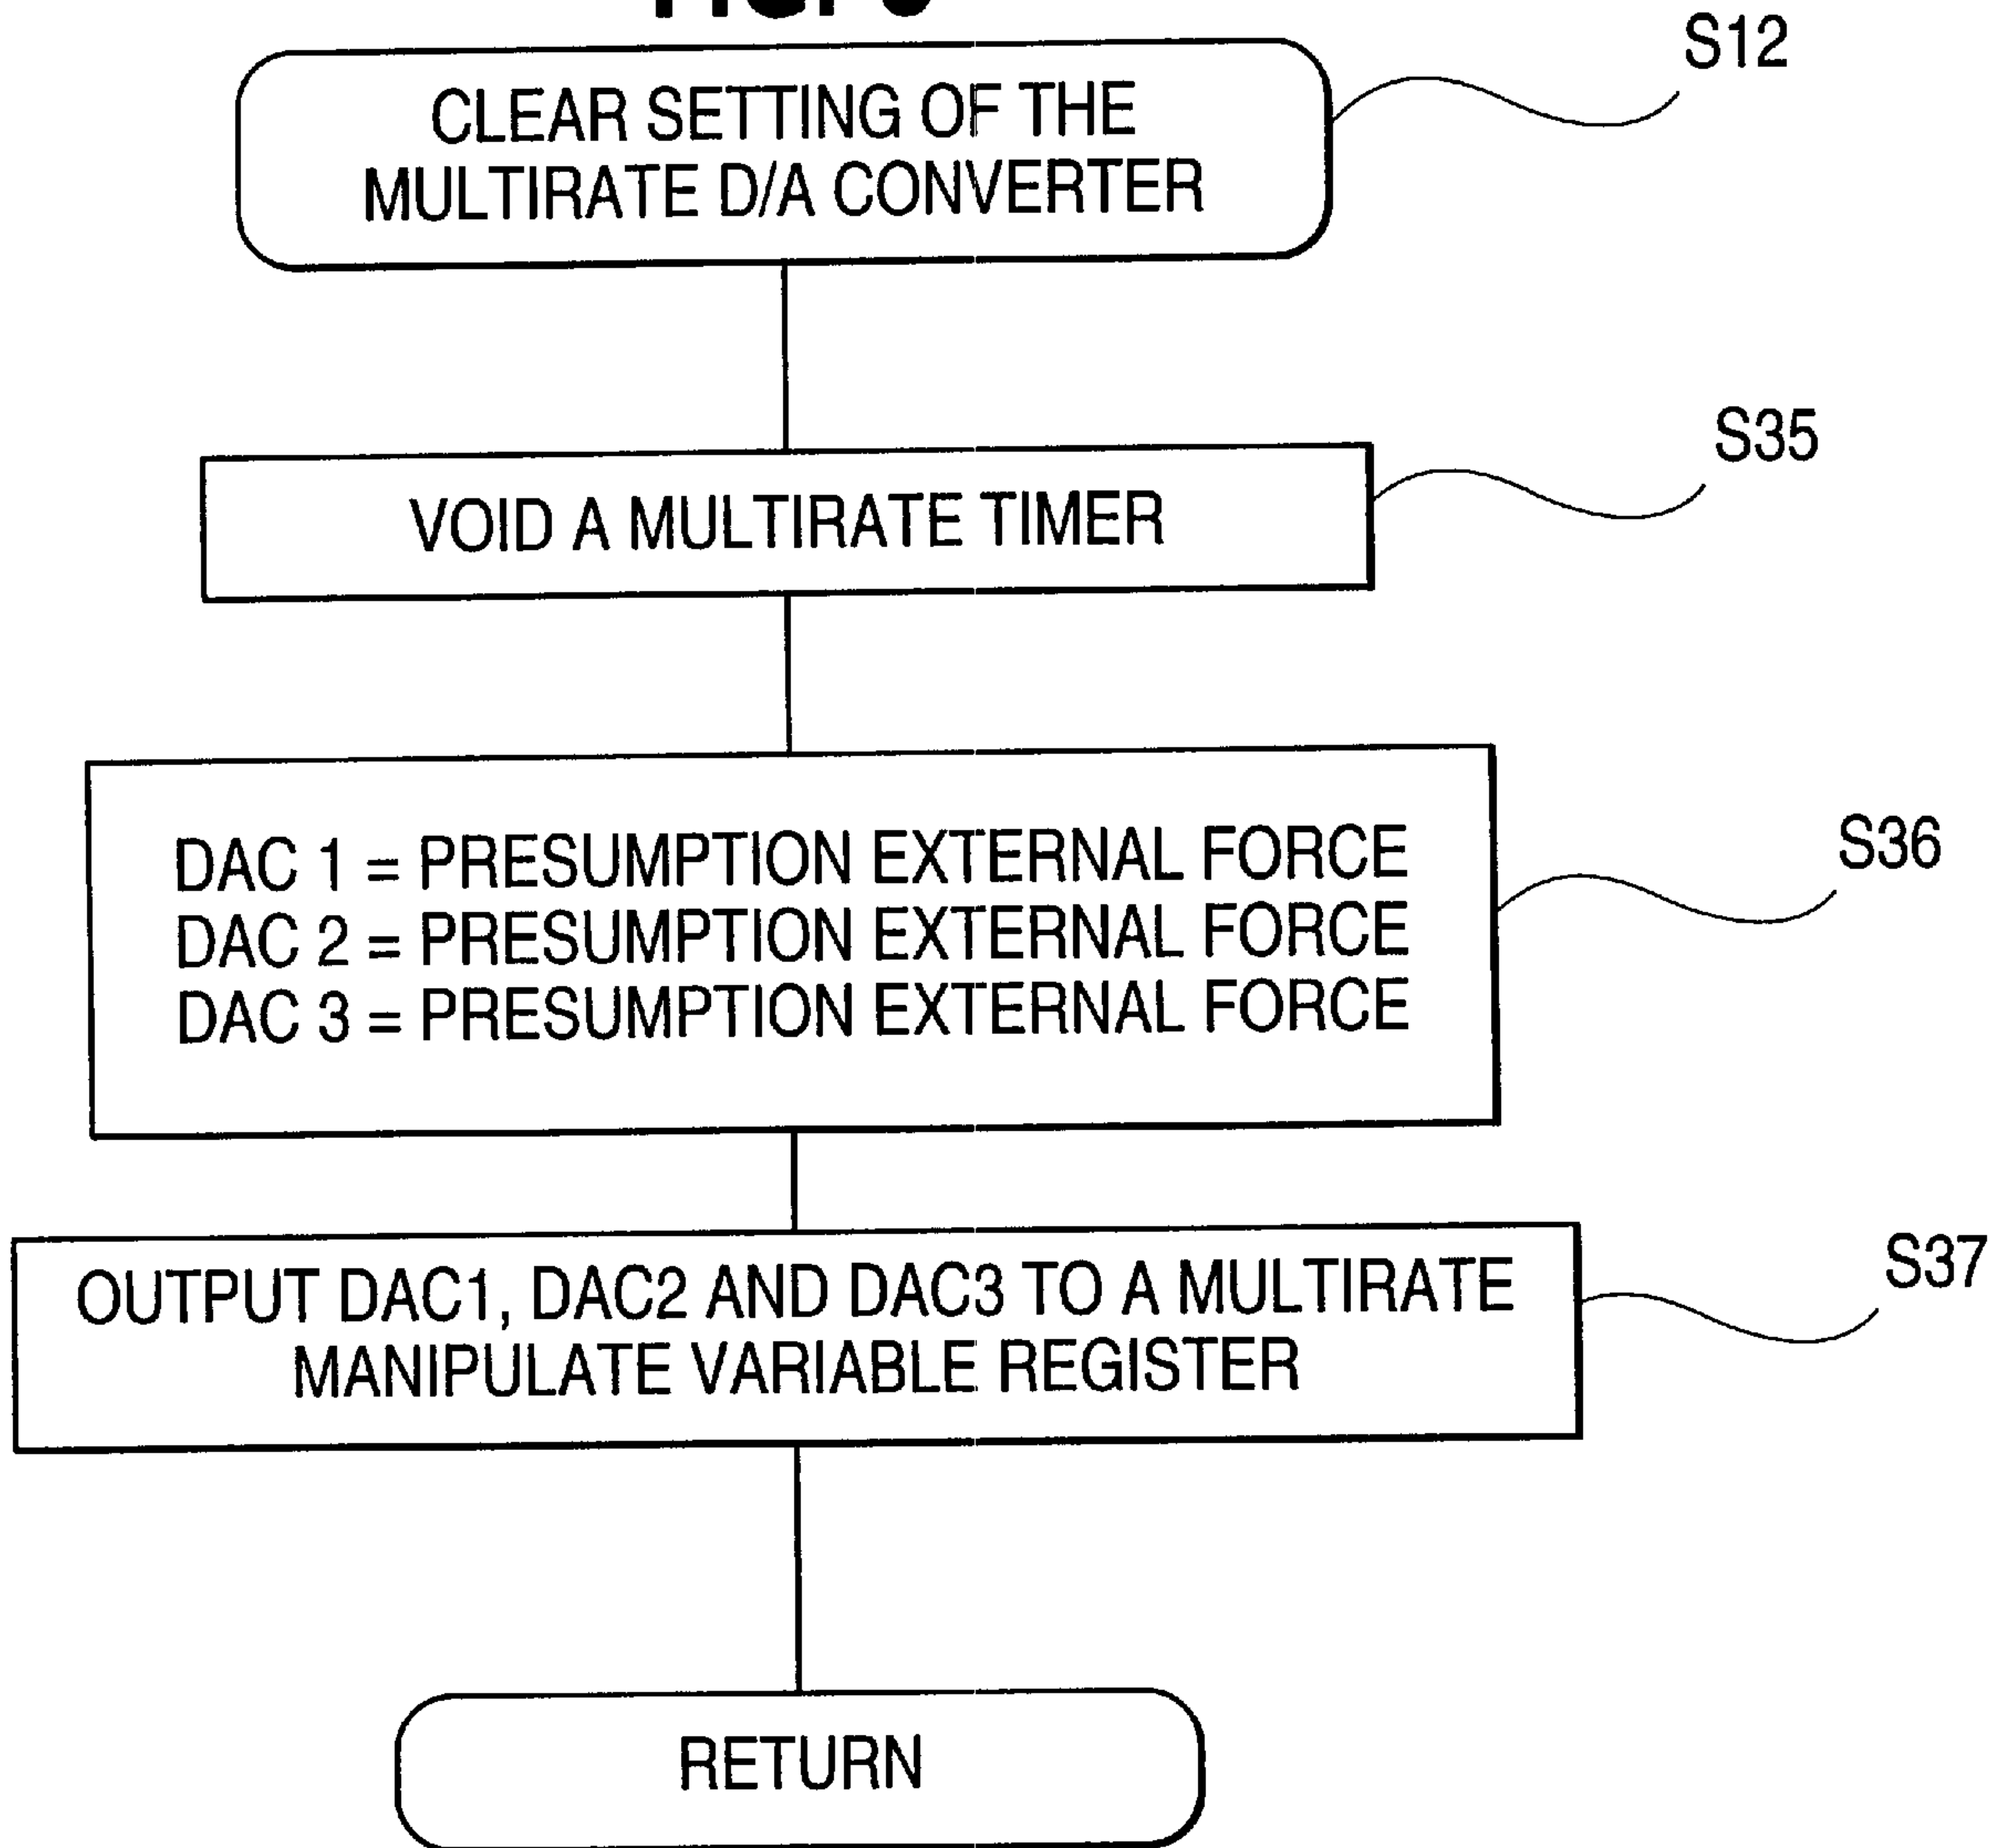 S12
CLEAR SETTING OF THE
MULTIRATE D/A CONVERTER
S35
VOID A MULTIRATE TIMER
S36
DAC 1 = PRESUMPTION EXTERNAL FORCE
DAC 2 = PRESUMPTION EXTERNAL FORCE
DAC 3 = PRESUMPTION EXTERNAL FORCE
S37
OUTPUT DAC1, DAC2 AND DAC3 TO A MULTIRATE
MANIPULATE VARIABLE REGISTER
RETURN